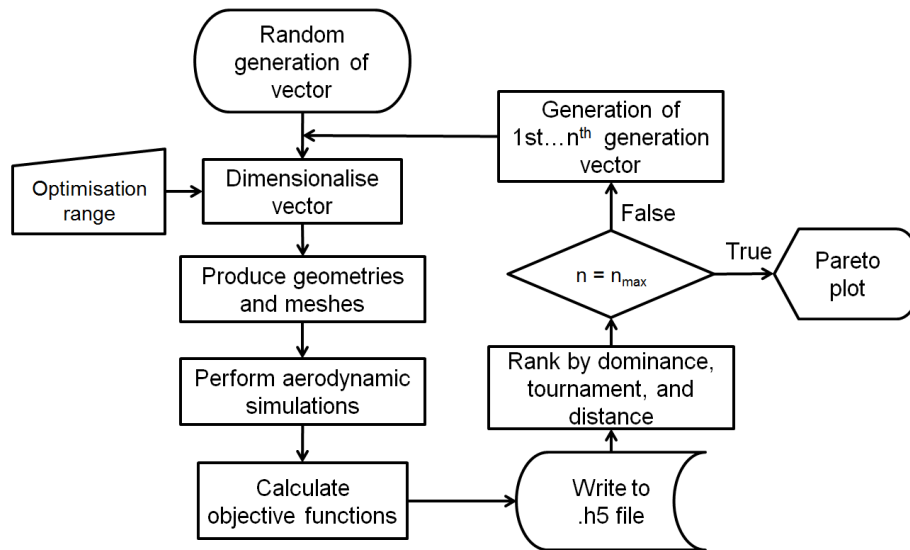 Random
generation of
vector
Optimisation
range
Dimensionalise
vector
Produce geometries
and meshes
Perform aerodynamic
simulations
Calculate
objective functions
Write to
.h5 file
Rank by dominance,
tournament, and
distance
n = nmax
False
True
Generation of
1st...nth generation
vector
Pareto
plot